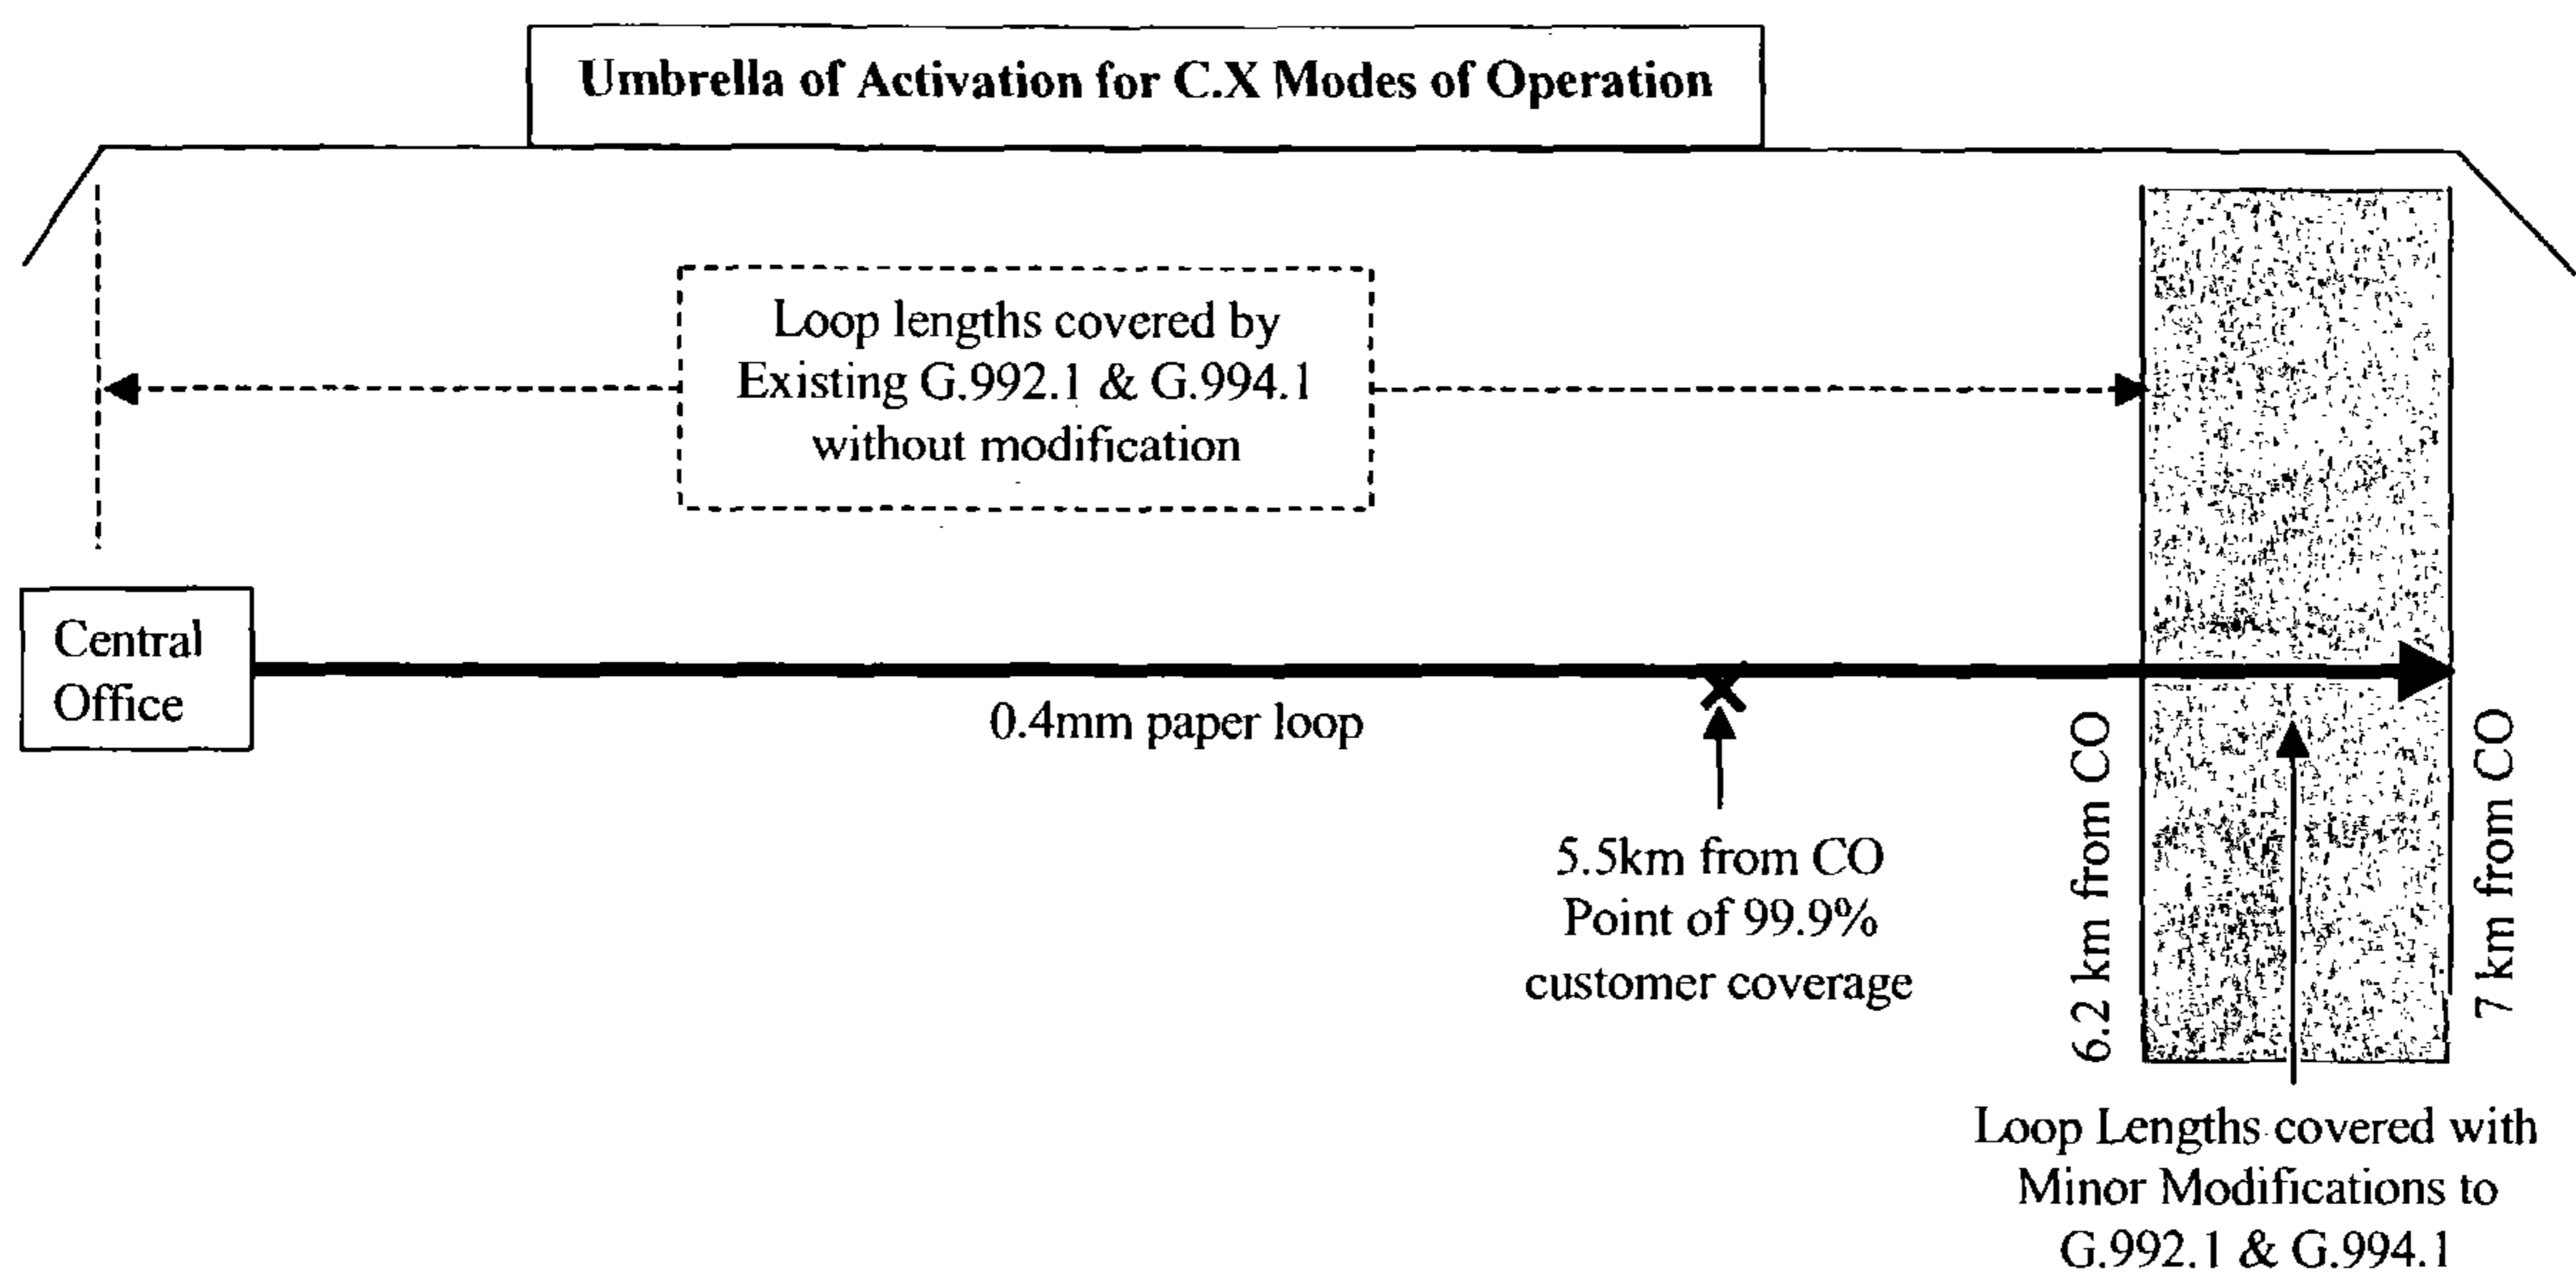 Umbrella of Activation for C.X Modes of Operation
Loop lengths covered by
Existing G.992.1 & G.994.1
without modification
Central
Office
0.4mm paper loop
5.5km from CO
Point of 99.9%
customer coverage
6.2 km from CO
7 km from CO
Loop Lengths covered with
Minor Modifications to
G.992.1 & G.994.1